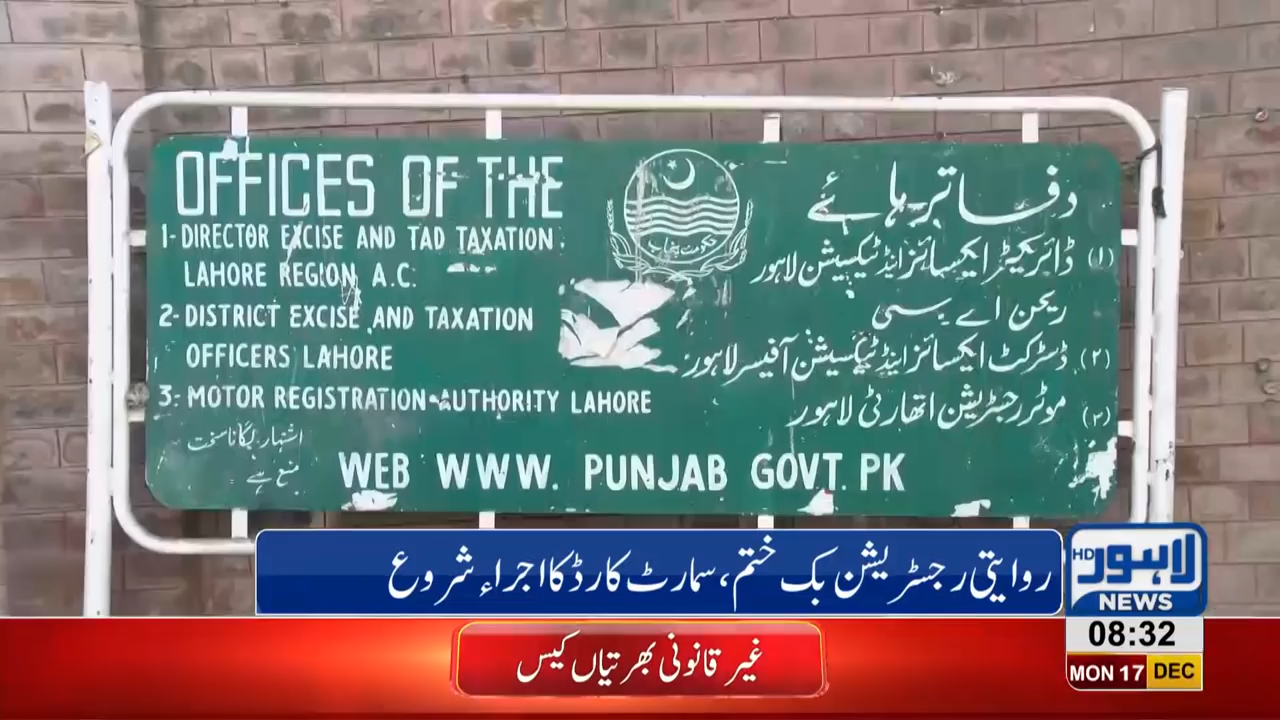 OFFICES OF THE
1- DIRECTOR EXCISE AND TAD TAXATION.
LAHORE REGION A.C.
2- DISTRICT EXCISE AND TAXATION
OFFICERS LAHORE
3- MOTOR REGISTRATION AUTHORITY LAHORE
حکومت پنجاب
دفاتر ہائے
(۱) ڈائریکٹر ایکسائز اینڈ ٹیکسیشن لاہور
ریجن اے سی
(۲) ڈسٹرکٹ ایکسائز اینڈ ٹیکسیشن آفیسر لاہور
(۳) موٹر رجسٹریشن اتھارٹی لاہور
اشتہار لگانا سخت
منع ہے
WEB WWW. PUNJAB GOVT. PK
روایتی رجسٹریشن بک ختم، سمارٹ کارڈ کا اجراء شروع
HD لاہور
NEWS
08:32
MON 17 DEC
غیر قانونی بھرتیاں کیس